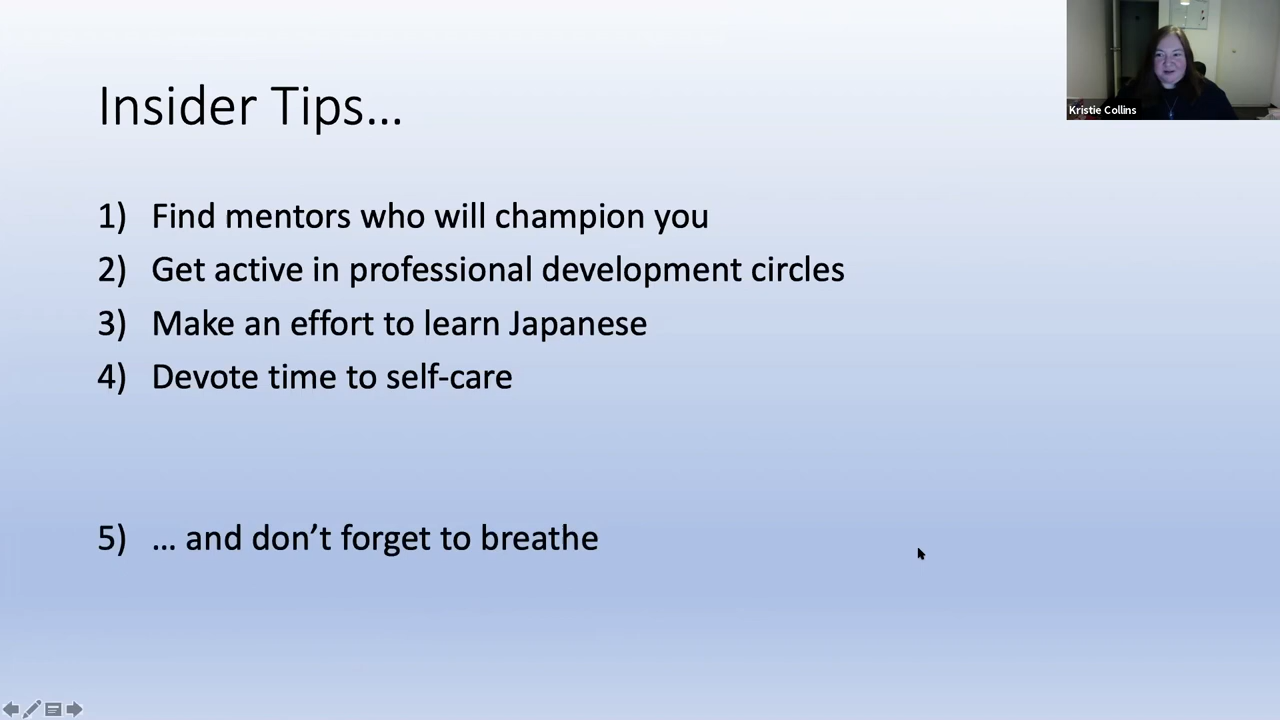 Insider Tips...
Kristie Collins
1) Find mentors who will champion you
2) Get active in professional development circles
3) Make an effort to learn Japanese
4) Devote time to self-care
5) ... and don’t forget to breathe